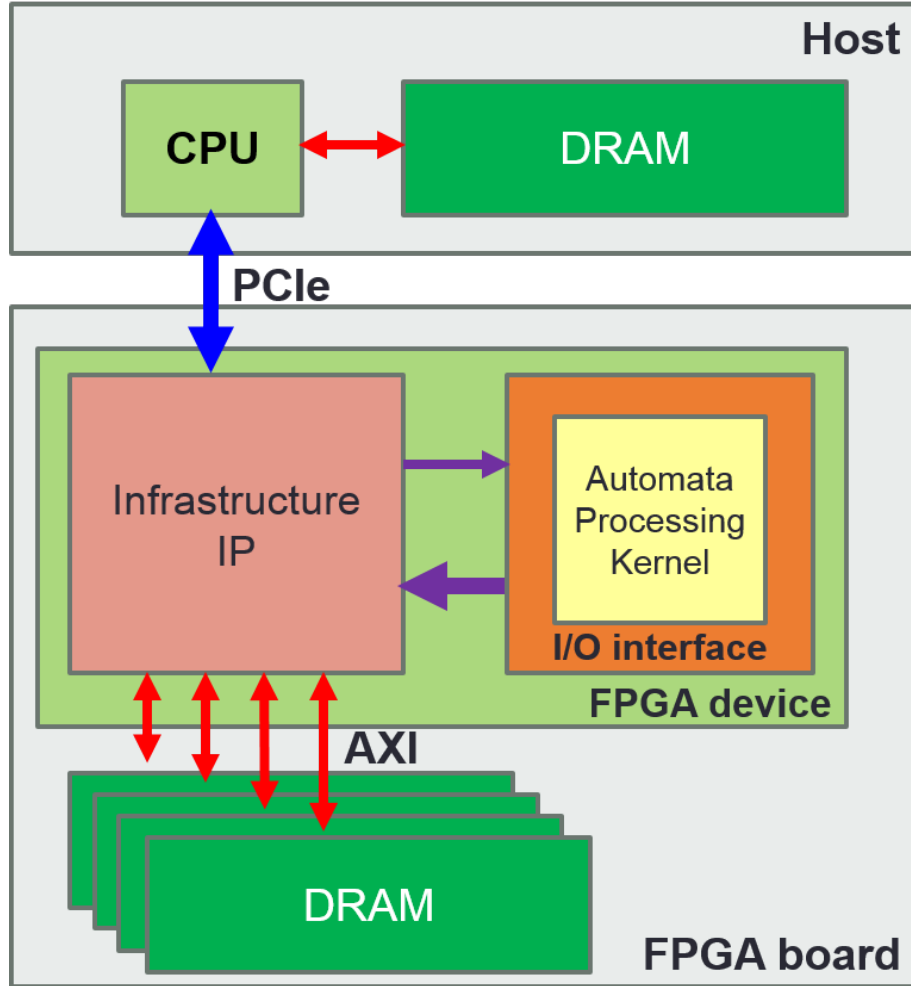 Host
CPU
DRAM
PCIe
Infrastructure
IP
Automata
Processing
Kernel
I/O interface
FPGA device
AXI
DRAM
FPGA board